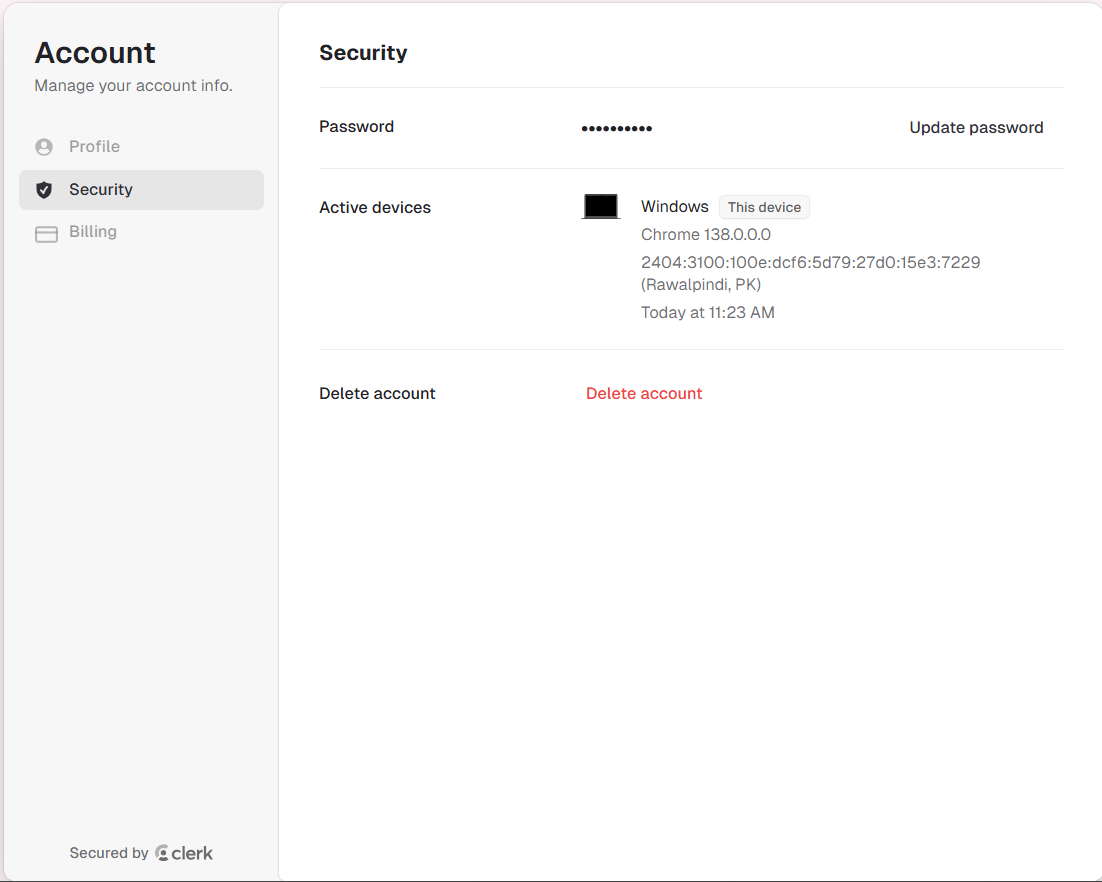 Account
Manage your account info.
Profile
Security
Billing
Secured by clerk
Security
Password
••••••••••
Update password
Active devices
Windows
This device
Chrome 138.0.0.0
2404:3100:100e:dcf6:5d79:27d0:15e3:7229
(Rawalpindi, PK)
Today at 11:23 AM
Delete account
Delete account